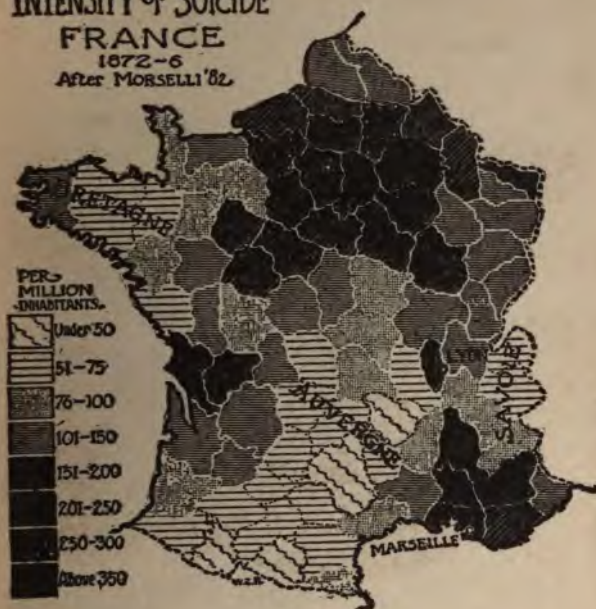 INTENSITY OF SUICIDE
FRANCE
1872-6
After MORSELLI '82
BRETAGNE
PER
MILLION
INHABITANTS
Under 50
51-75
76-100
101-150
151-200
201-250
250-300
Above 350
LYON
SAVOIE
AUVERGNE
MARSEILLE
W.Z.R.